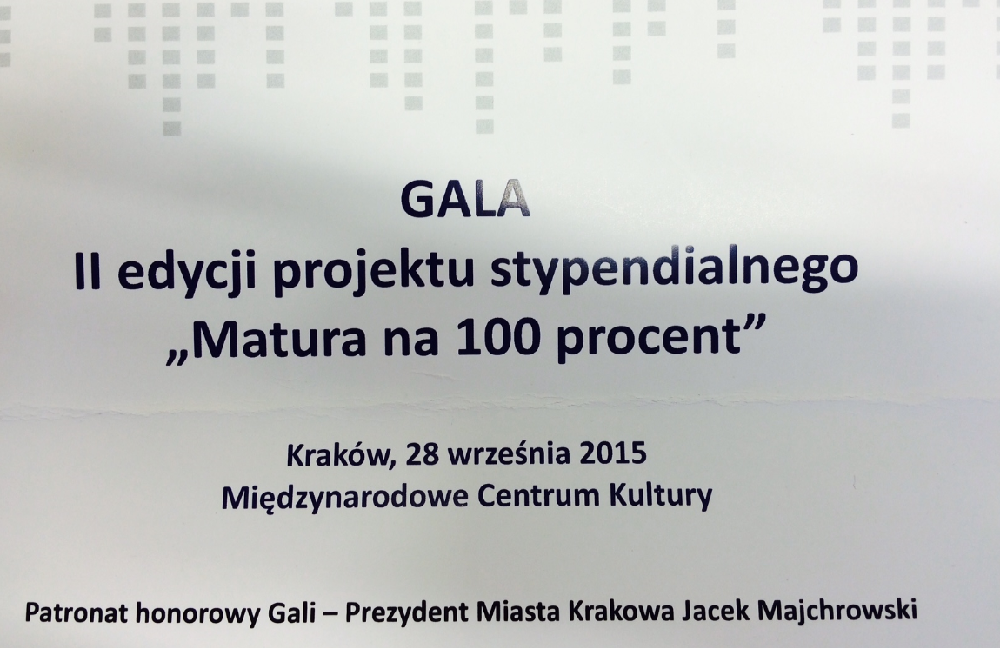 GALA
II edycji projektu stypendialnego
„Matura na 100 procent”
Kraków, 28 września 2015
Międzynarodowe Centrum Kultury
Patronat honorowy Gali – Prezydent Miasta Krakowa Jacek Majchrowski